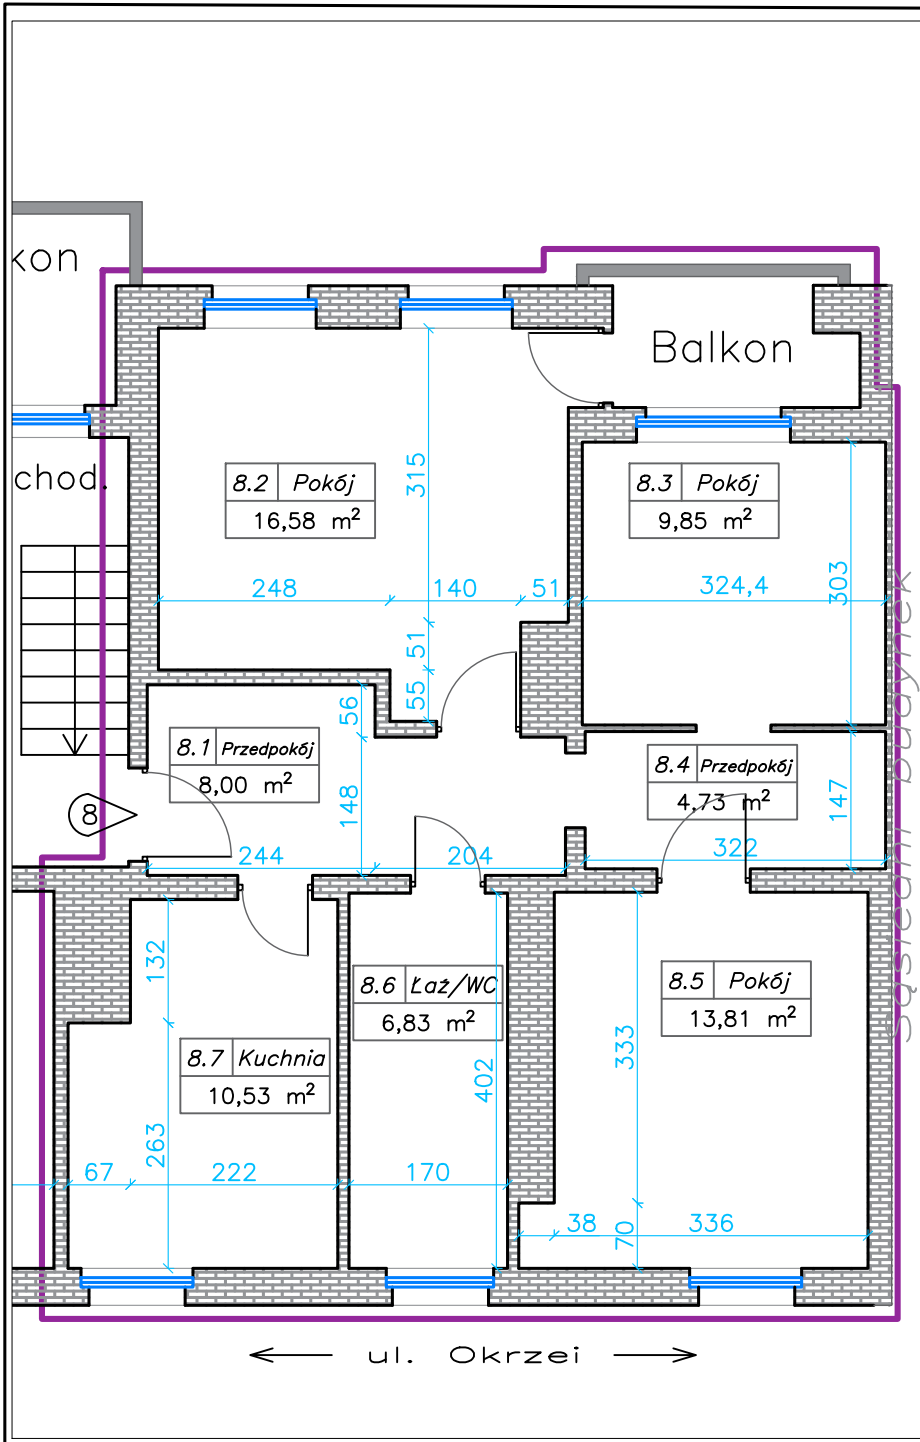 kon
Balkon
chod.
8.2 Pokój
16,58 m²
8.3 Pokój
9,85 m²
315
303
248
140
51
324,4
51
55
56
8.1 Przedpokój
8,00 m²
8.4 Przedpokój
4,73 m²
8
148
147
244
204
322
sąsiedni budynek
132
8.6 Łaź/WC
6,83 m²
8.5 Pokój
13,81 m²
8.7 Kuchnia
10,53 m²
333
402
263
67
222
170
38
336
70
ul. Okrzei